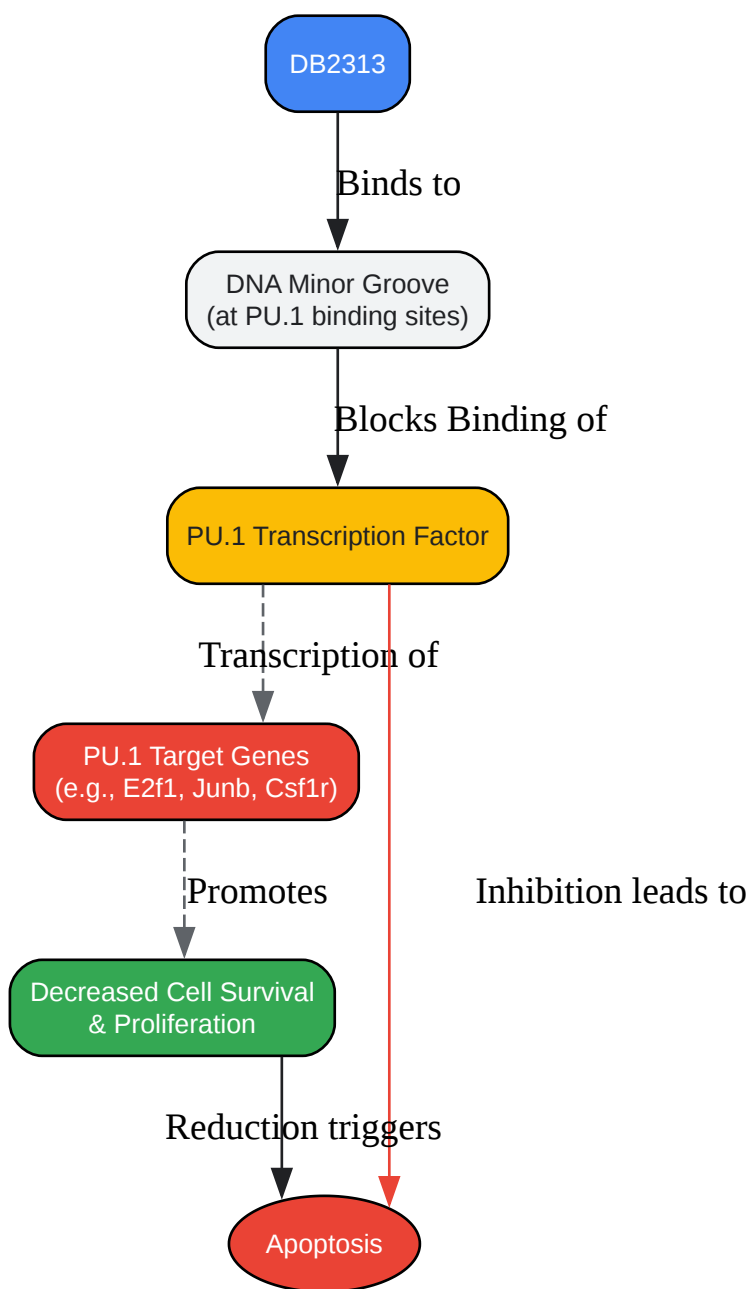 DB2313
Binds to
DNA Minor Groove
(at PU.1 binding sites)
Blocks Binding of
PU.1 Transcription Factor
Transcription of
PU.1 Target Genes
(e.g., E2f1, Junb, Csf1r)
Promotes
Inhibition leads to
Decreased Cell Survival
& Proliferation
Reduction triggers
Apoptosis